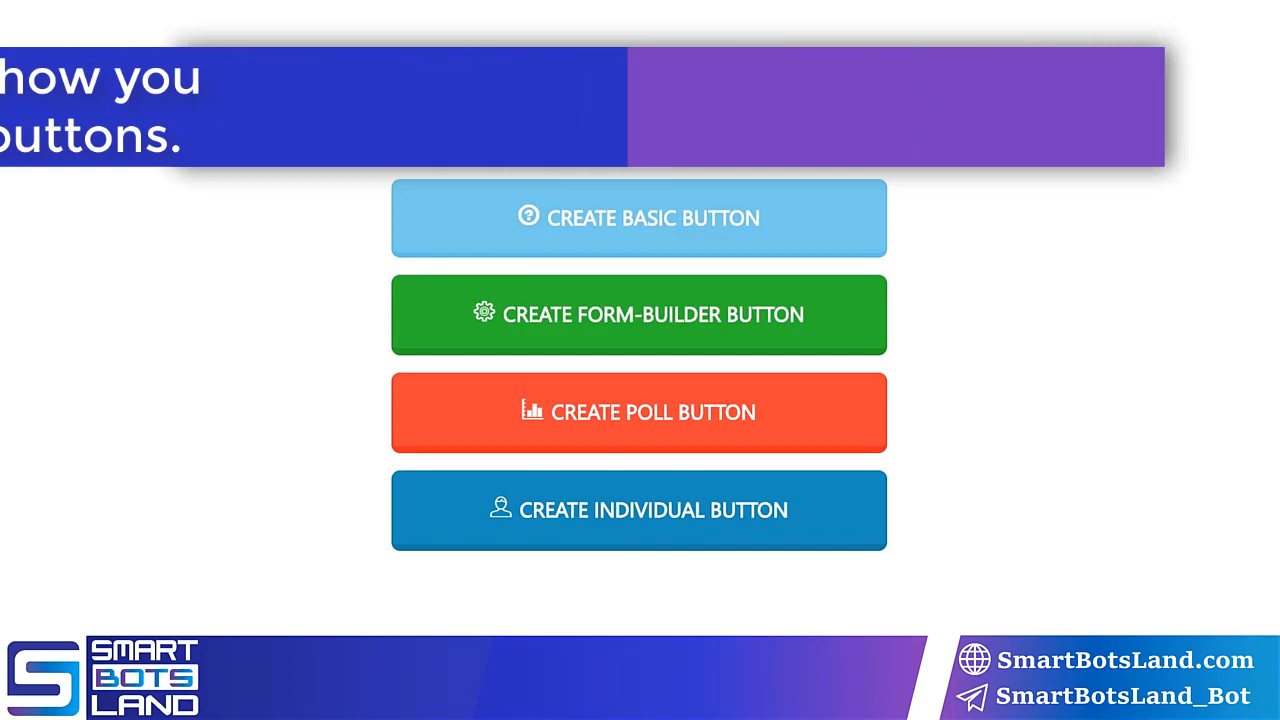 how you
buttons.
CREATE BASIC BUTTON
CREATE FORM-BUILDER BUTTON
CREATE POLL BUTTON
CREATE INDIVIDUAL BUTTON
SMART
BOTS
LAND
SmartBotsLand.com
SmartBotsLand_Bot